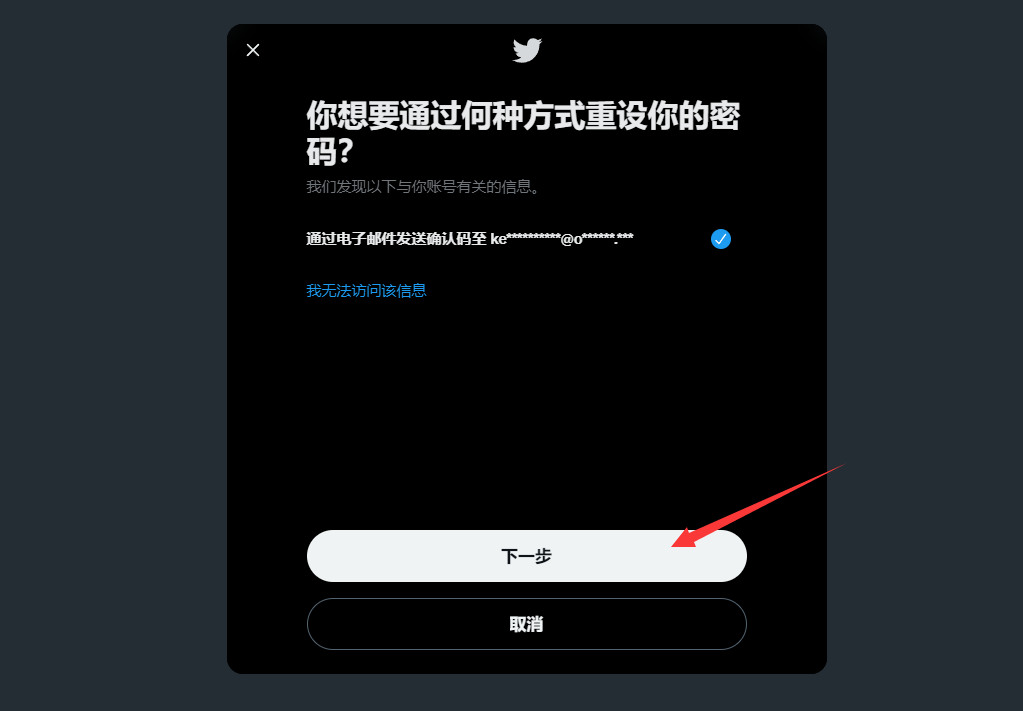 你想要通过何种方式重设你的密
码？
我们发现以下与你账号有关的信息。
通过电子邮件发送确认码至 ke**********@o******.***
我无法访问该信息
下一步
取消